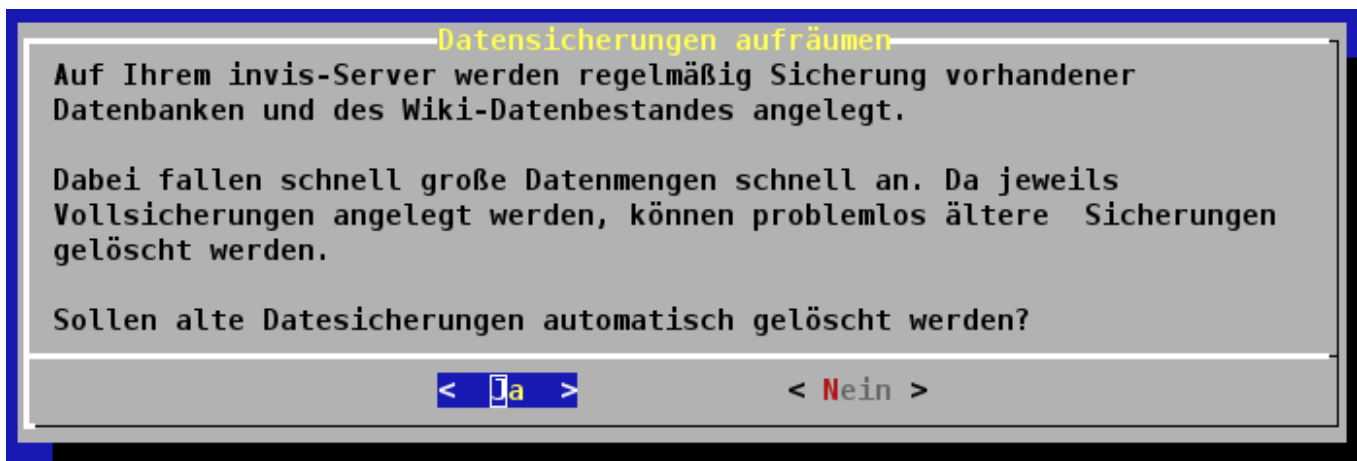 Datensicherungen aufräumen
Auf Ihrem invis-Server werden regelmäßig Sicherung vorhandener
Datenbanken und des Wiki-Datenbestandes angelegt.
Dabei fallen schnell große Datenmengen schnell an. Da jeweils
Vollsicherungen angelegt werden, können problemlos ältere  Sicherungen
gelöscht werden.
Sollen alte Datesicherungen automatisch gelöscht werden?
<  Ja  > < Nein >